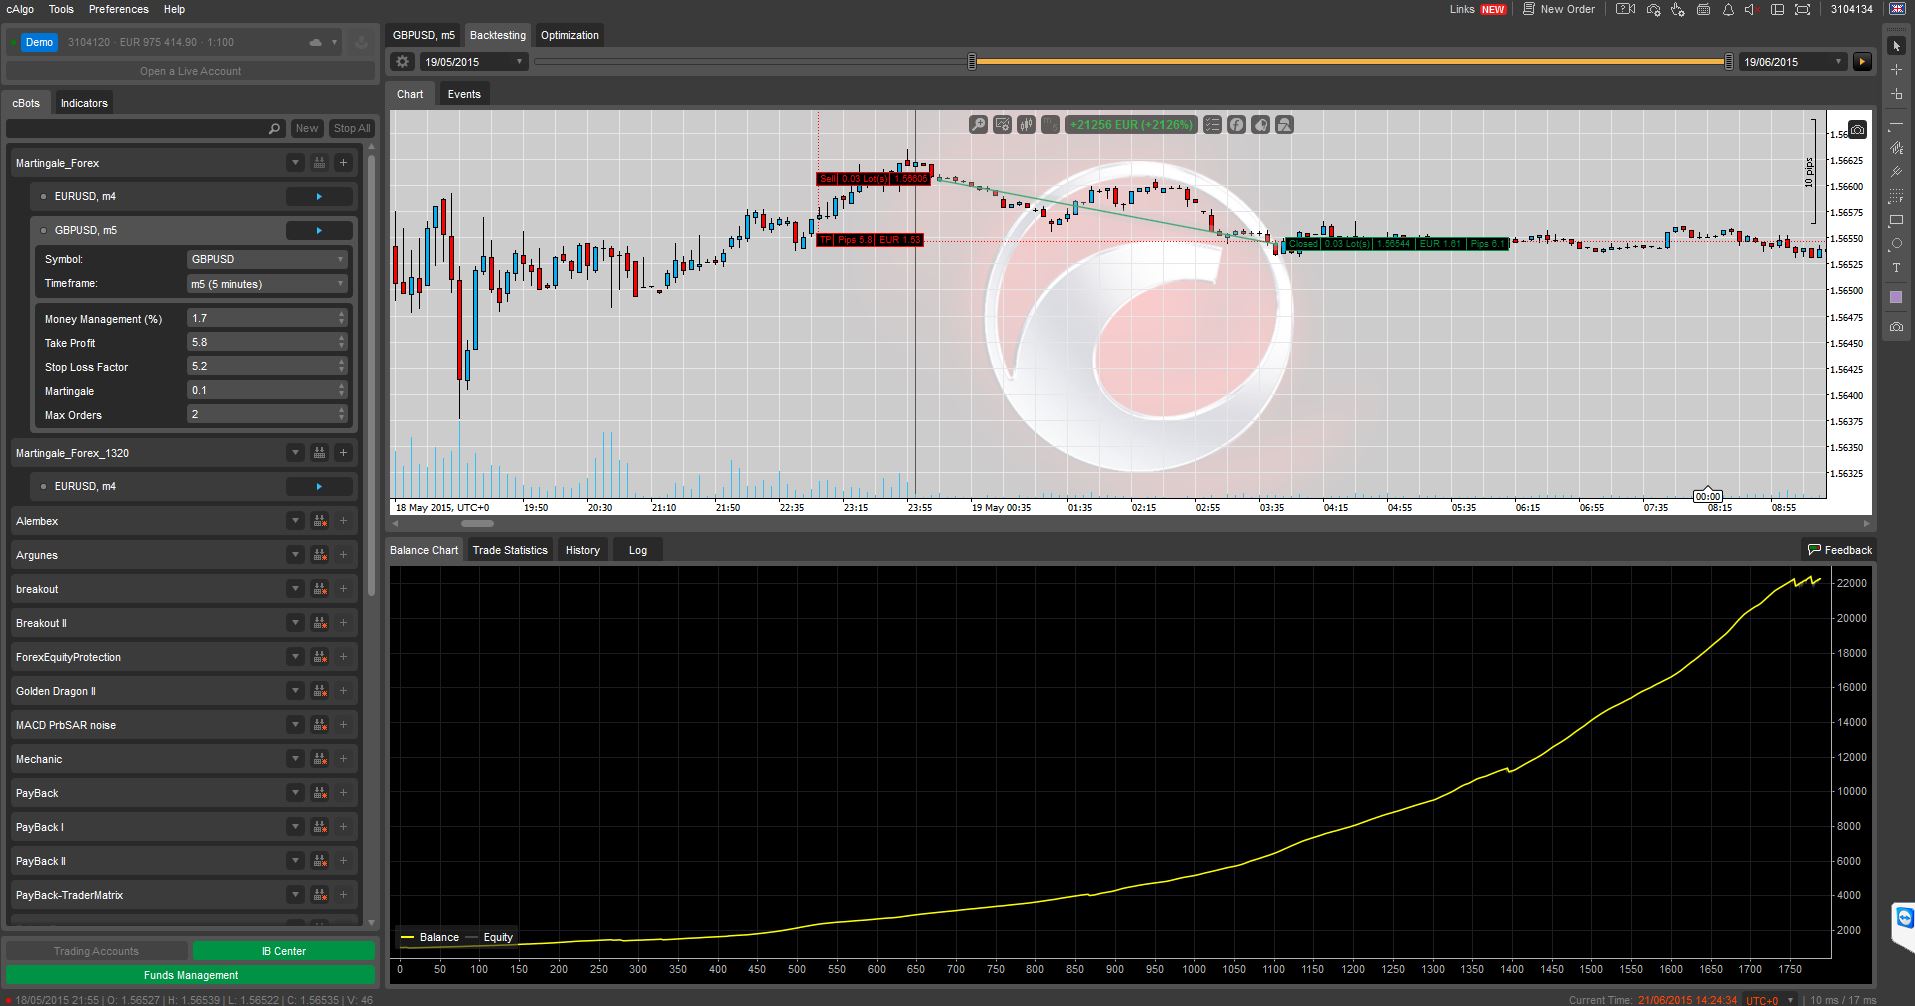 cAlgo Tools Preferences Help
Links NEW New Order 3104134
Demo 3104120 · EUR 975 414.90 · 1:100
Open a Live Account
cBots Indicators
New Stop All
Martingale_Forex
EURUSD, m4
GBPUSD, m5
Symbol: GBPUSD
Timeframe: m5 (5 minutes)
Money Management (%) 1.7
Take Profit 5.8
Stop Loss Factor 5.2
Martingale 0.1
Max Orders 2
Martingale_Forex_1320
EURUSD, m4
Alembex
Argunes
breakout
Breakout II
ForexEquityProtection
Golden Dragon II
MACD PrbSAR noise
Mechanic
PayBack
PayBack I
PayBack II
PayBack-TraderMatrix
Trading Accounts IB Center
Funds Management
GBPUSD, m5 Backtesting Optimization
19/05/2015 19/06/2015
Chart Events
+21256 EUR (+2126%)
10 pips
Sell 0.03 Lot(s) 1.56605
TP Pips 5.8 EUR 1.53
Closed 0.03 Lot(s) 1.56544 EUR 1.61 Pips 6.1
1.56625
1.56600
1.56575
1.56550
1.56525
1.56500
1.56475
1.56450
1.56425
1.56400
1.56375
1.56350
1.56325
00:00
18 May 2015, UTC+0 19:50 20:30 21:10 21:50 22:35 23:15 23:55 19 May 00:35 01:35 02:15 02:55 03:35 04:15 04:55 05:35 06:15 06:55 07:35 08:15 08:55
Balance Chart Trade Statistics History Log Feedback
22000
20000
18000
16000
14000
12000
10000
8000
6000
4000
2000
Balance Equity
0 50 100 150 200 250 300 350 400 450 500 550 600 650 700 750 800 850 900 950 1000 1050 1100 1150 1200 1250 1300 1350 1400 1450 1500 1550 1600 1650 1700 1750
18/05/2015 21:55 | O: 1.56527 | H: 1.56539 | L: 1.56522 | C: 1.56535 | V: 46
Current Time: 21/06/2015 14:24:34 UTC+0 | 10 ms / 17 ms